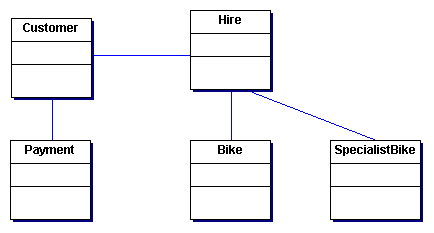 Customer
Hire
Payment
Bike
SpecialistBike